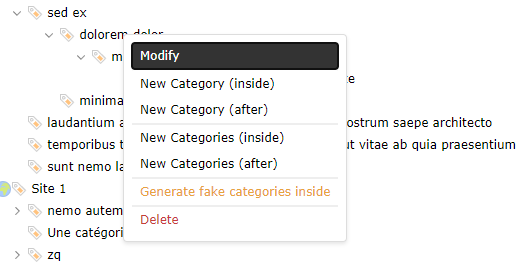 sed ex
dolorem dolor
Modify
New Category (inside)
New Category (after)
minima
laudantium
ostrum saepe architecto
New Categories (inside)
temporibus
ut vitae ab quia praesentium
New Categories (after)
sunt nemo
Site 1
Generate fake categories inside
nemo autem
Delete
Une catégori
zq